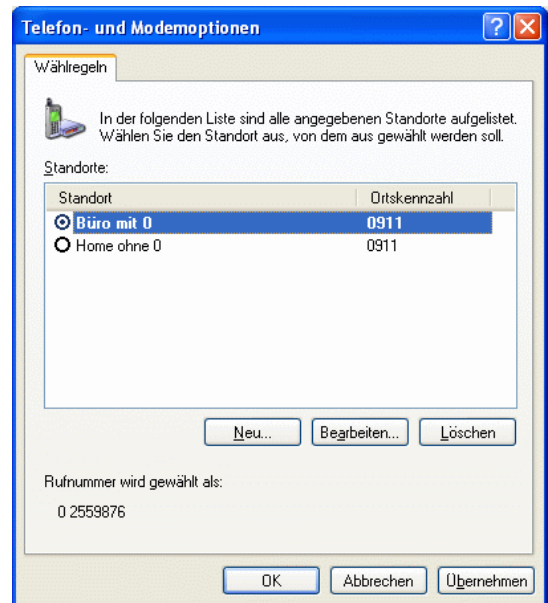 Telefon- und Modemoptionen
Wählregeln
In der folgenden Liste sind alle angegebenen Standorte aufgelistet.
Wählen Sie den Standort aus, von dem aus gewählt werden soll.
Standorte:
Standort Ortskennzahl
Büro mit 0 0911
Home ohne 0 0911
Neu... Bearbeiten... Löschen
Rufnummer wird gewählt als:
0 2559876
OK Abbrechen Übernehmen